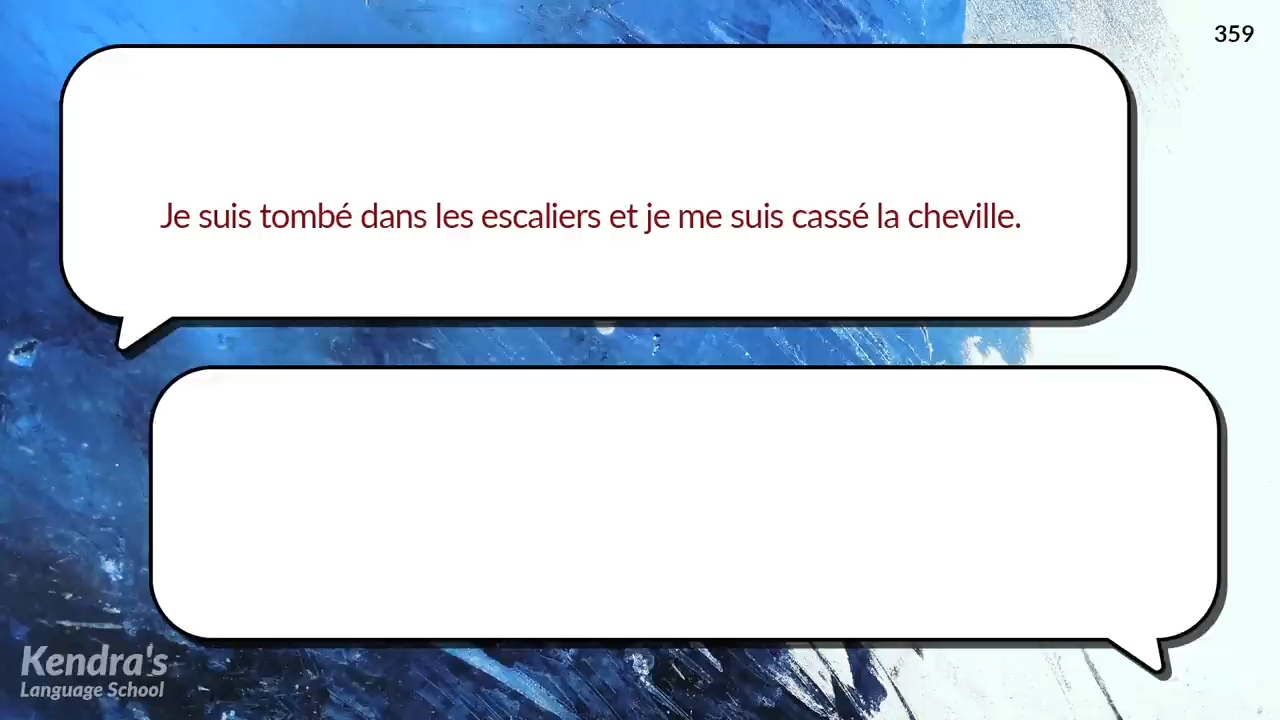 359
Je suis tombé dans les escaliers et je me suis cassé la cheville.
Kendra's
Language School